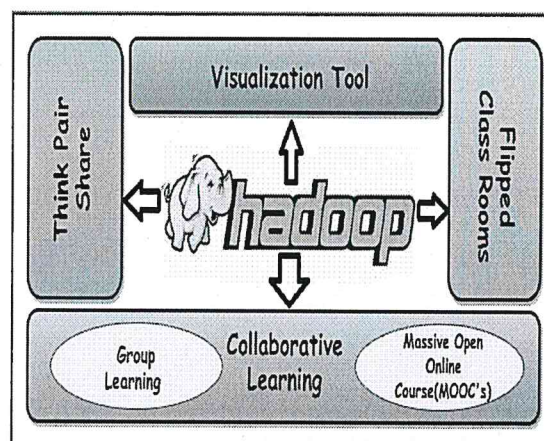 Visualization Tool
Think Pair
Share
hadoop
Flipped
Class Rooms
Collaborative
Learning
Group
Learning
Massive Open
Online
Course(MOOC's)